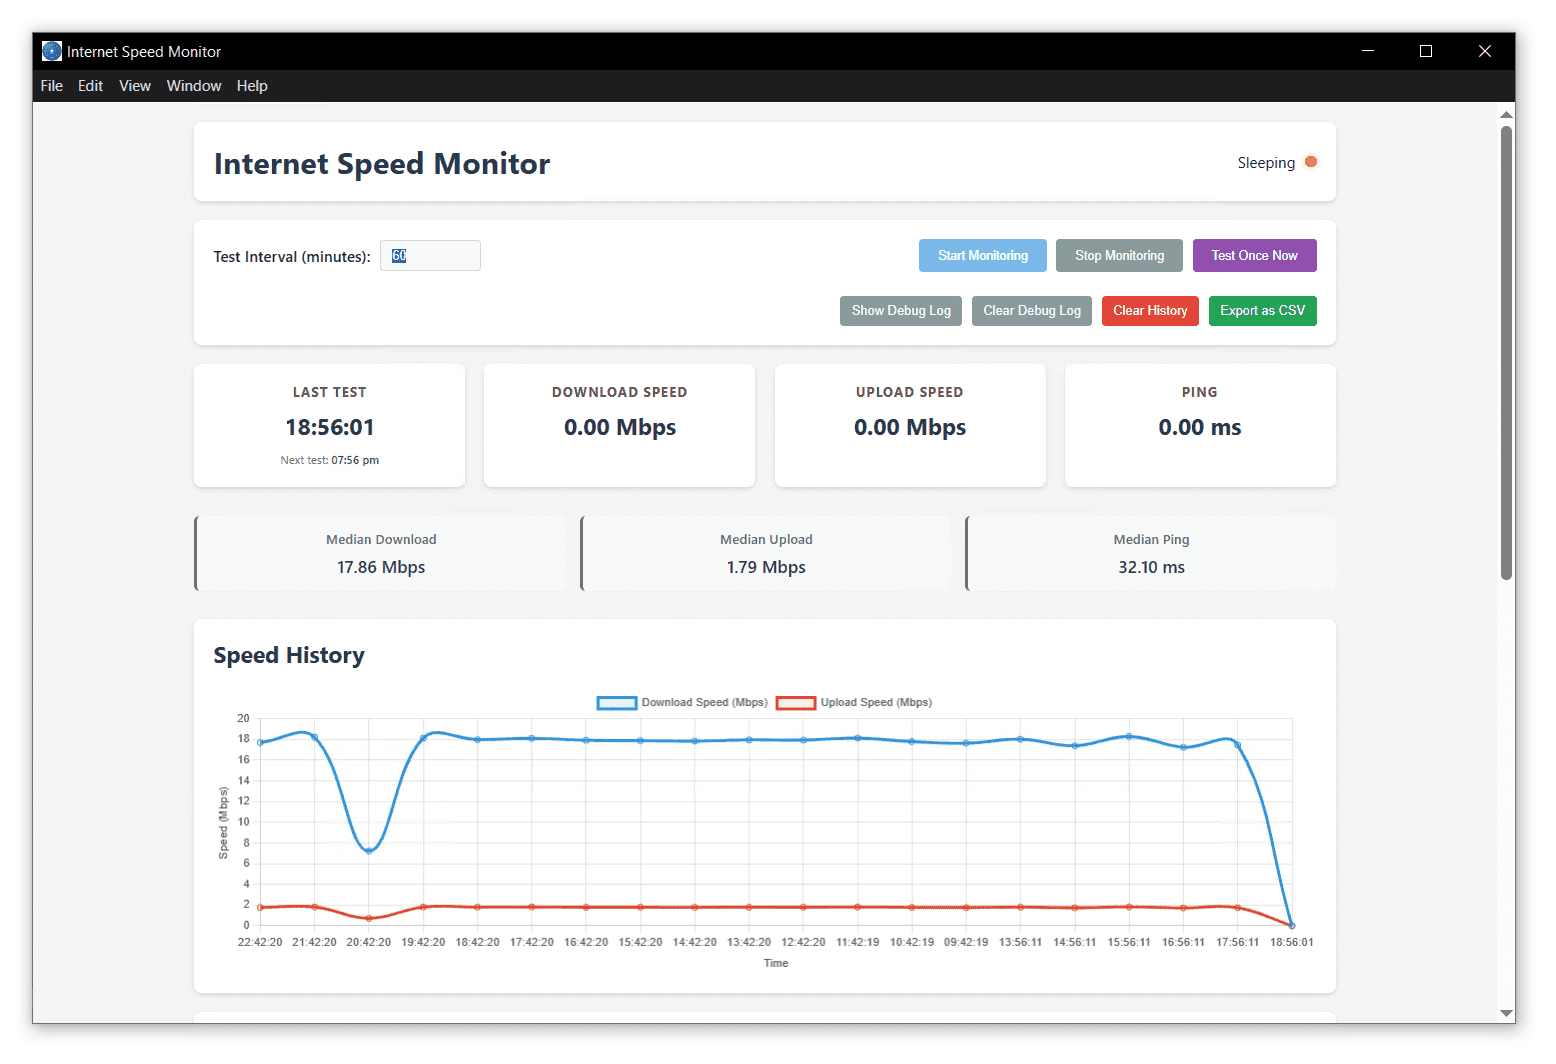 Internet Speed Monitor
File Edit View Window Help
Internet Speed Monitor
Sleeping
Test Interval (minutes): 60
Start Monitoring Stop Monitoring Test Once Now
Show Debug Log Clear Debug Log Clear History Export as CSV
LAST TEST
18:56:01
Next test: 07:56 pm
DOWNLOAD SPEED
0.00 Mbps
UPLOAD SPEED
0.00 Mbps
PING
0.00 ms
Median Download
17.86 Mbps
Median Upload
1.79 Mbps
Median Ping
32.10 ms
Speed History
Download Speed (Mbps) Upload Speed (Mbps)
Speed (Mbps)
20
18
16
14
12
10
8
6
4
2
0
22:42:20 21:42:20 20:42:20 19:42:20 18:42:20 17:42:20 16:42:20 15:42:20 14:42:20 13:42:20 12:42:20 11:42:19 10:42:19 09:42:19 13:56:11 14:56:11 15:56:11 16:56:11 17:56:11 18:56:01
Time